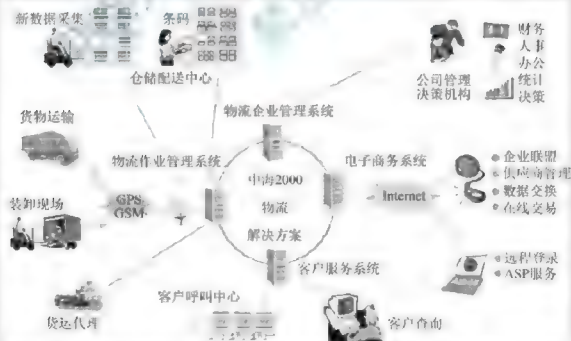 新数据采集
条码
仓储配送中心
财务
人事
办公
统计
决策
公司管理
决策机构
货物运输
物流企业管理系统
物流作业管理系统
电子商务系统
中海2000
物流
解决方案
装卸现场
GPS
GSM
Internet
企业联盟
供应商管理
数据交换
在线交易
客户服务系统
远程登录
ASP服务
货运代理
客户呼叫中心
客户查询